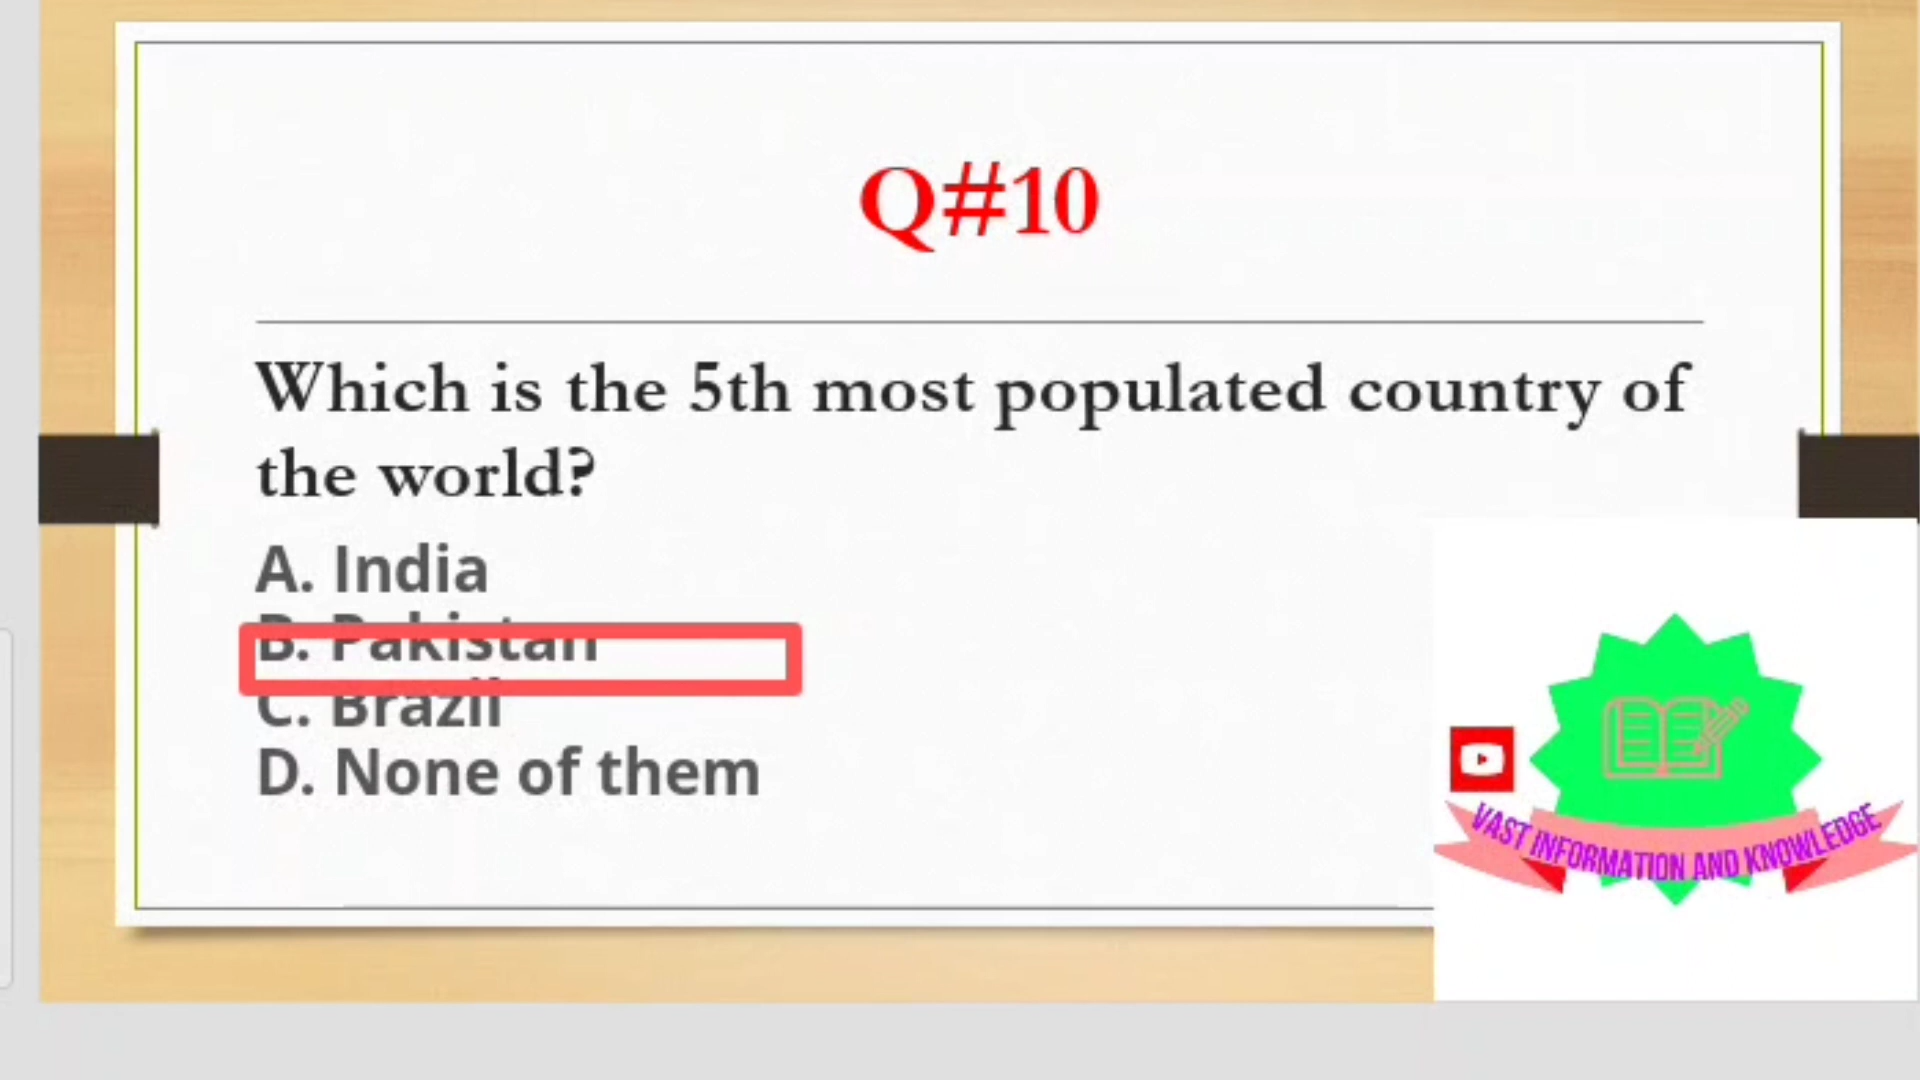 Q#10
Which is the 5th most populated country of
the world?
A. India
B. Pakistan
C. Brazil
D. None of them
VAST INFORMATION AND KNOWLEDGE